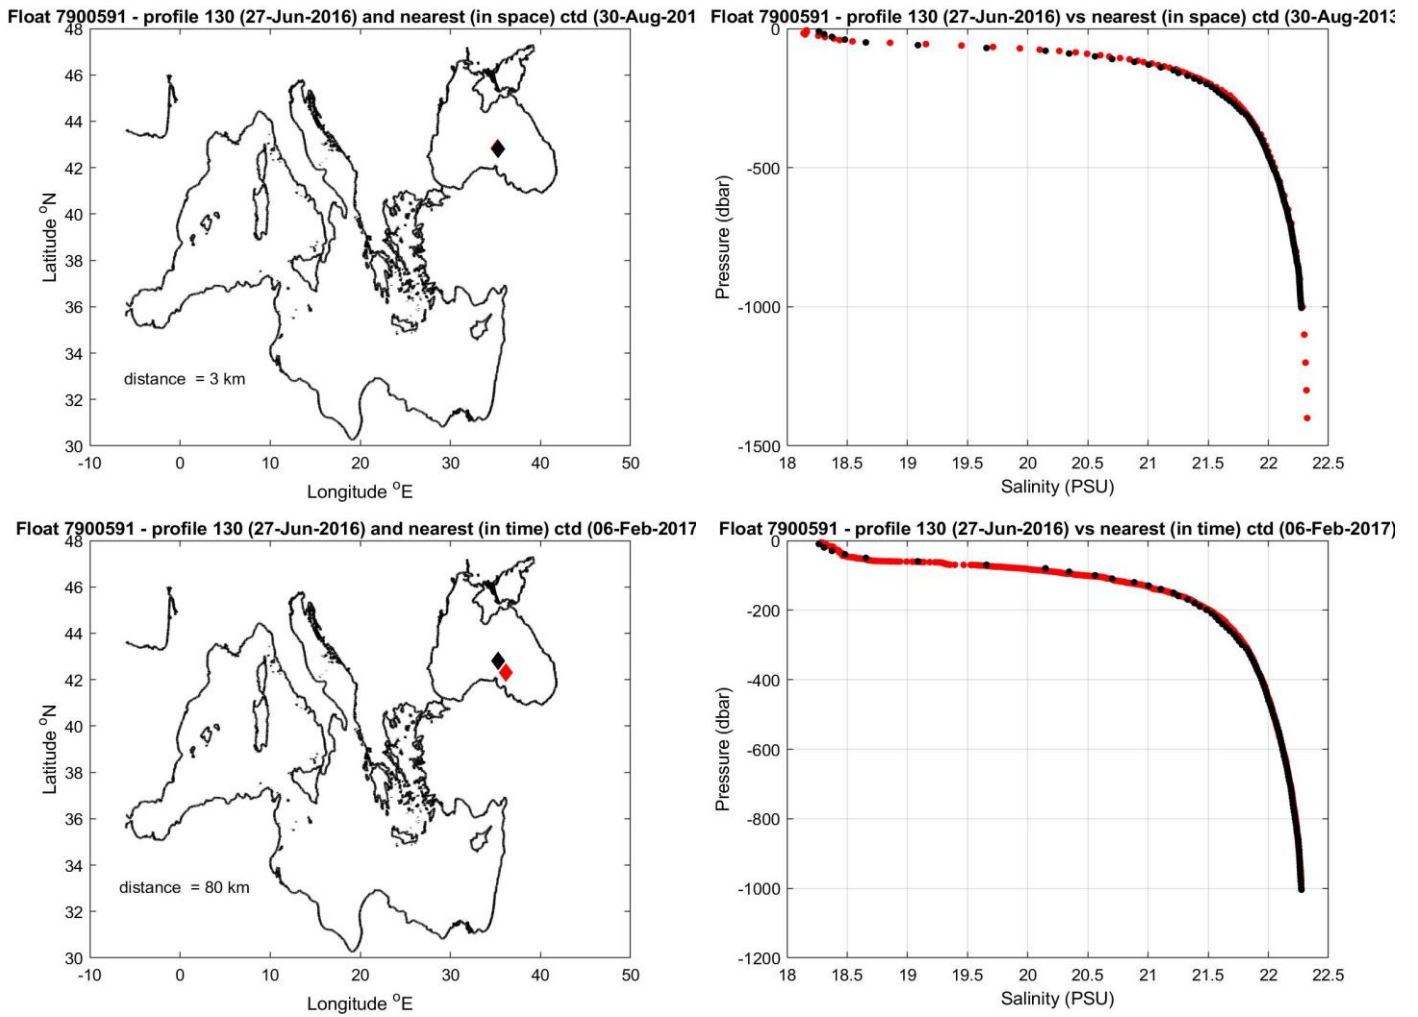 Float 7900591 - profile 130 (27-Jun-2016) and nearest (in space) ctd (30-Aug-201
48
46
44
42
40
38
36
34
32
30
Latitude °N
distance = 3 km
-10 0 10 20 30 40 50
Longitude °E
Float 7900591 - profile 130 (27-Jun-2016) vs nearest (in space) ctd (30-Aug-2013
0
-500
-1000
-1500
Pressure (dbar)
18 18.5 19 19.5 20 20.5 21 21.5 22 22.5
Salinity (PSU)
Float 7900591 - profile 130 (27-Jun-2016) and nearest (in time) ctd (06-Feb-2017
48
46
44
42
40
38
36
34
32
30
Latitude °N
distance = 80 km
-10 0 10 20 30 40 50
Longitude °E
Float 7900591 - profile 130 (27-Jun-2016) vs nearest (in time) ctd (06-Feb-2017)
0
-200
-400
-600
-800
-1000
-1200
Pressure (dbar)
18 18.5 19 19.5 20 20.5 21 21.5 22 22.5
Salinity (PSU)